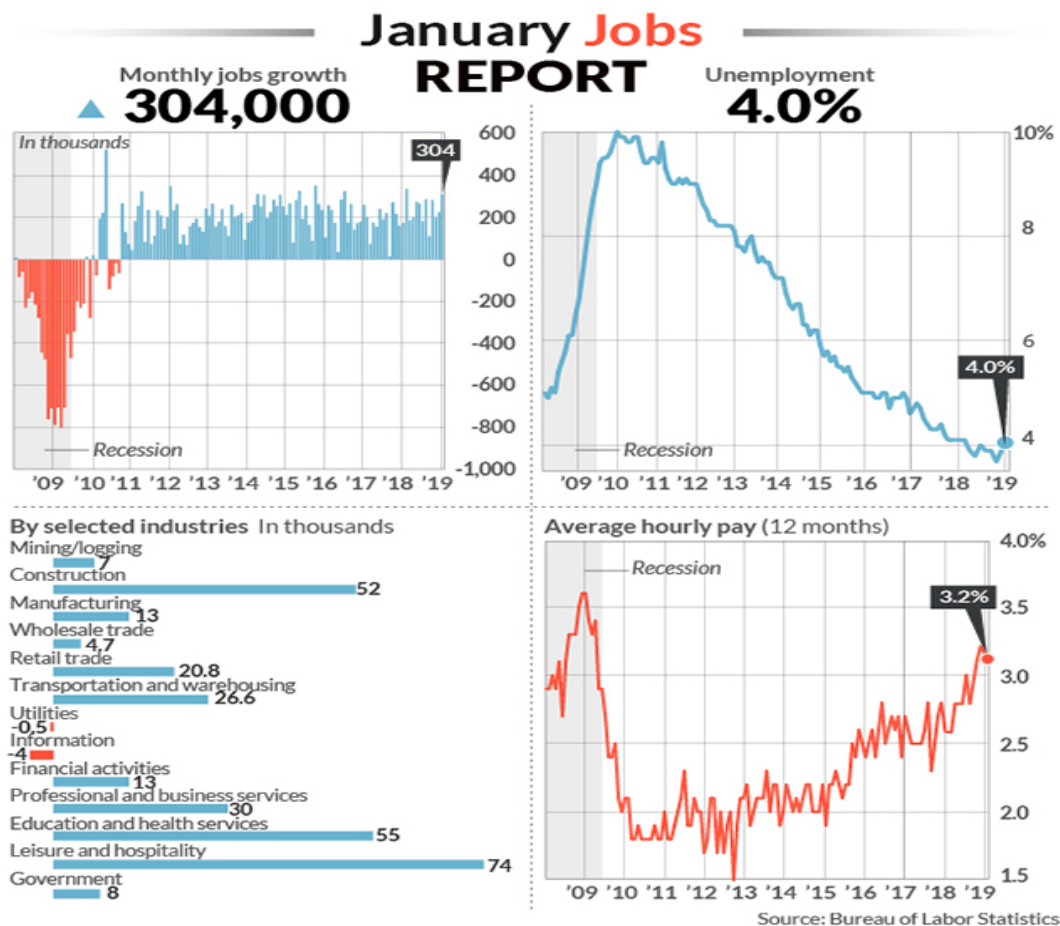 January Jobs
REPORT
Monthly jobs growth
304,000
In thousands
304
600
400
200
0
-200
-400
-600
-800
-1,000
Recession
'09 '10 '11 '12 '13 '14 '15 '16 '17 '18 '19
Unemployment
4.0%
10%
8
6
4
4.0%
Recession
'09 '10 '11 '12 '13 '14 '15 '16 '17 '18 '19
By selected industries In thousands
Mining/logging
7
Construction
52
Manufacturing
13
Wholesale trade
4.7
Retail trade
20.8
Transportation and warehousing
26.6
Utilities
-0.5
Information
-4
Financial activities
13
Professional and business services
30
Education and health services
55
Leisure and hospitality
74
Government
8
Average hourly pay (12 months)
Recession
3.2%
4.0%
3.5
3.0
2.5
2.0
1.5
'09 '10 '11 '12 '13 '14 '15 '16 '17 '18 '19
Source: Bureau of Labor Statistics